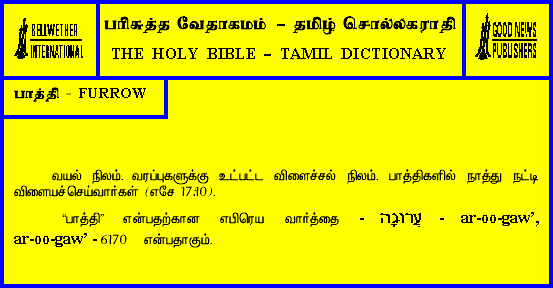 BELLWETHER
INTERNATIONAL
பரிசுத்த வேதாகமம் – தமிழ் சொல்லகராதி
THE HOLY BIBLE – TAMIL DICTIONARY
GOOD NEWS
PUBLISHERS
பாத்தி - FURROW
வயல் நிலம். வரப்புகளுக்கு உட்பட்ட விளைச்சல் நிலம். பாத்திகளில் நாத்து நட்டி
விளையச்செய்வார்கள் (எசே 17:10).
“பாத்தி” என்பதற்கான எபிரெய வார்த்தை - עֲרוּגָה - ar-oo-gaw’,
ar-oo-gaw’ - 6170 என்பதாகும்.